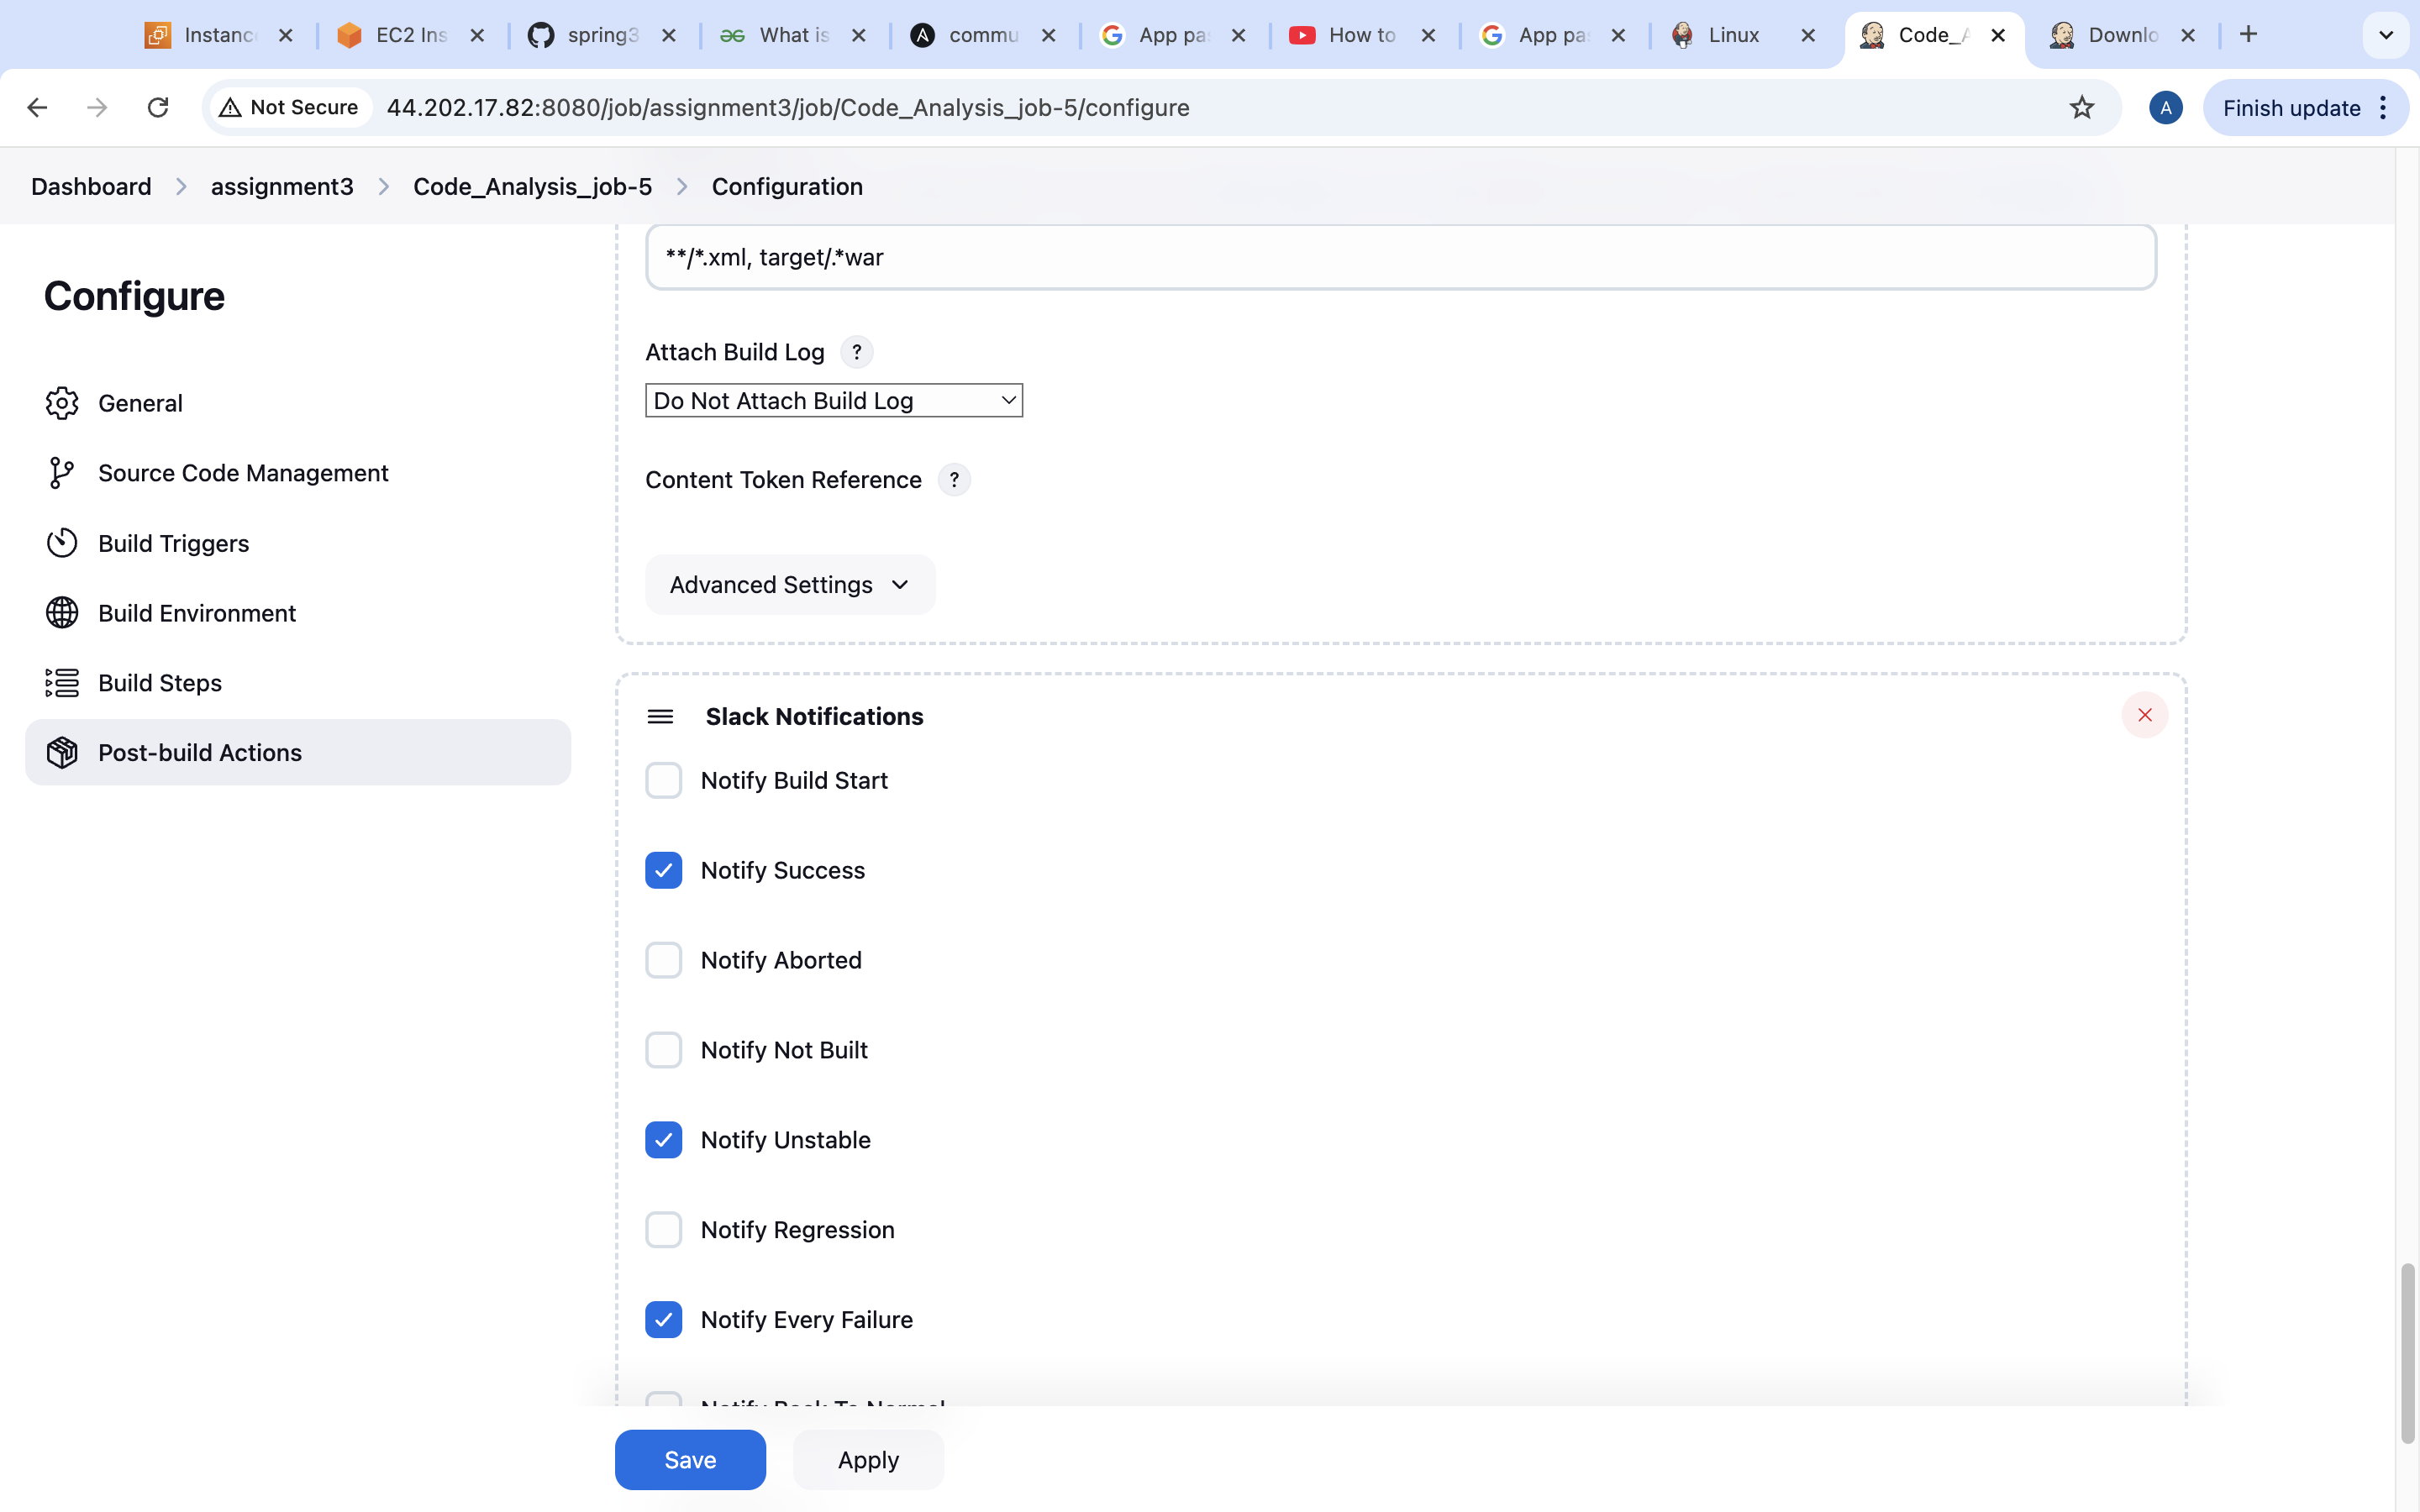 Instanc
EC2 Ins
spring3
What is
commu
App pa
How to
App pa
Linux
Code_A
Downlo
Not Secure
44.202.17.82:8080/job/assignment3/job/Code_Analysis_job-5/configure
A
Finish update
Dashboard > assignment3 > Code_Analysis_job-5 > Configuration
Configure
General
Source Code Management
Build Triggers
Build Environment
Build Steps
Post-build Actions
**/*.xml, target/.*war
Attach Build Log ?
Do Not Attach Build Log
Content Token Reference ?
Advanced Settings
Slack Notifications
Notify Build Start
Notify Success
Notify Aborted
Notify Not Built
Notify Unstable
Notify Regression
Notify Every Failure
Notify Back To Normal
Save
Apply